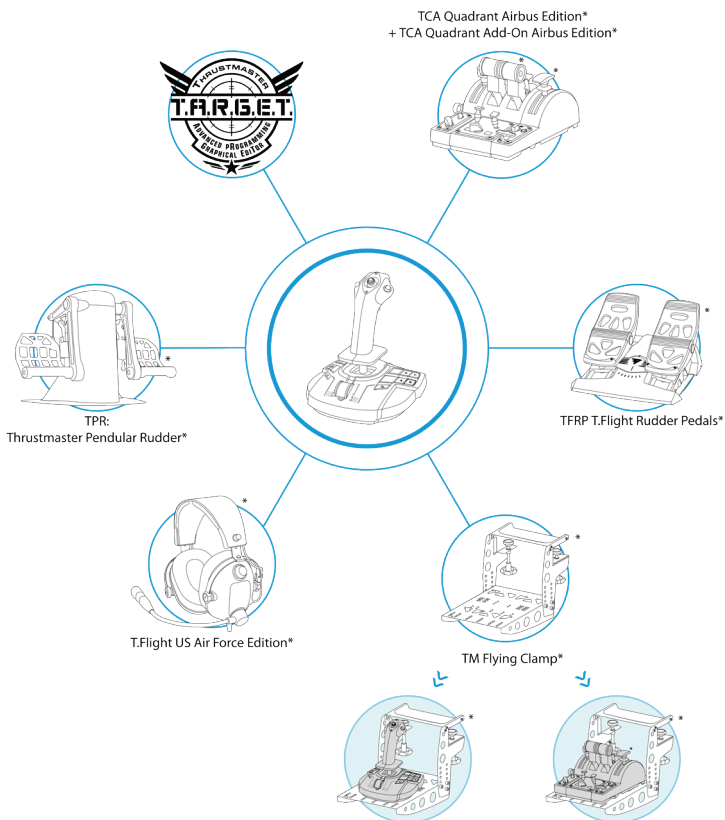 TCA Quadrant Airbus Edition*
+ TCA Quadrant Add-On Airbus Edition*
*
*
THRUSTMASTER
T.A.R.G.E.T.
ADVANCED PROGRAMMING
GRAPHICAL EDITOR
*
*
TPR:
Thrustmaster Pendular Rudder*
TFRP T.Flight Rudder Pedals*
*
*
T.Flight US Air Force Edition*
TM Flying Clamp*
*
*
*